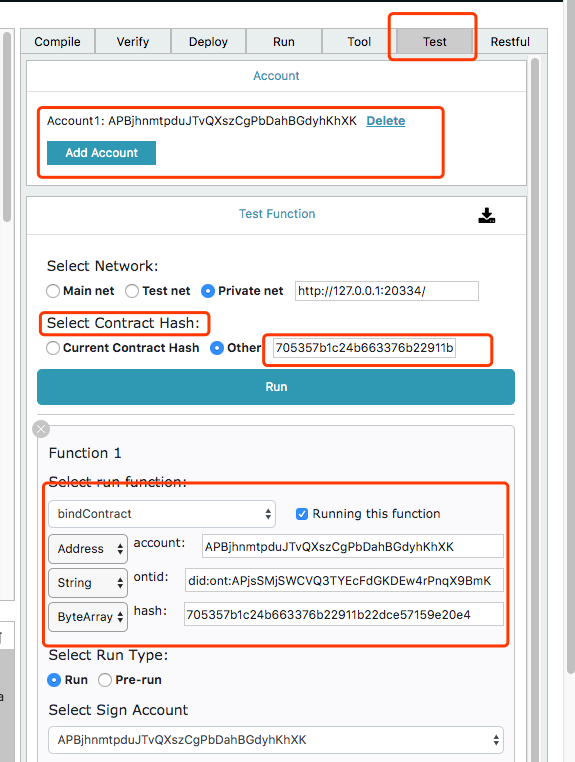 Compile Verify Deploy Run Tool Test Restful
Account
Account1: APBjhnmtpduJTvQXszCgPbDahBGdyhKhXK Delete
Add Account
Test Function
Select Network:
Main net Test net Private net http://127.0.0.1:20334/
Select Contract Hash:
Current Contract Hash Other 705357b1c24b663376b22911b
Run
Function 1
Select run function:
bindContract Running this function
Address account: APBjhnmtpduJTvQXszCgPbDahBGdyhKhXK
String ontid: did:ont:APjsSMjSWCVQ3TYEcFdGKDEw4rPnqX9BmK
ByteArray hash: 705357b1c24b663376b22911b22dce57159e20e4
Select Run Type:
Run Pre-run
Select Sign Account
APBjhnmtpduJTvQXszCgPbDahBGdyhKhXK